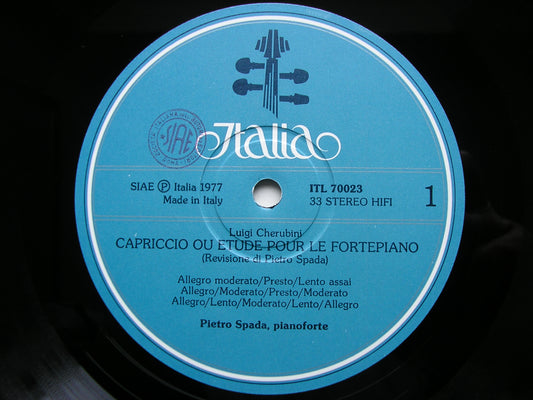 Italia
SIAE
SIAE Ⓟ Italia 1977
Made in Italy
ITL 70023
33 STEREO HIFI
1
Luigi Cherubini
CAPRICCIO OU ETUDE POUR LE FORTEPIANO
(Revisione di Pietro Spada)
Allegro moderato/Presto/Lento assai
Allegro/Moderato/Presto/Moderato
Allegro/Lento/Moderato/Lento/Allegro
Pietro Spada, pianoforte